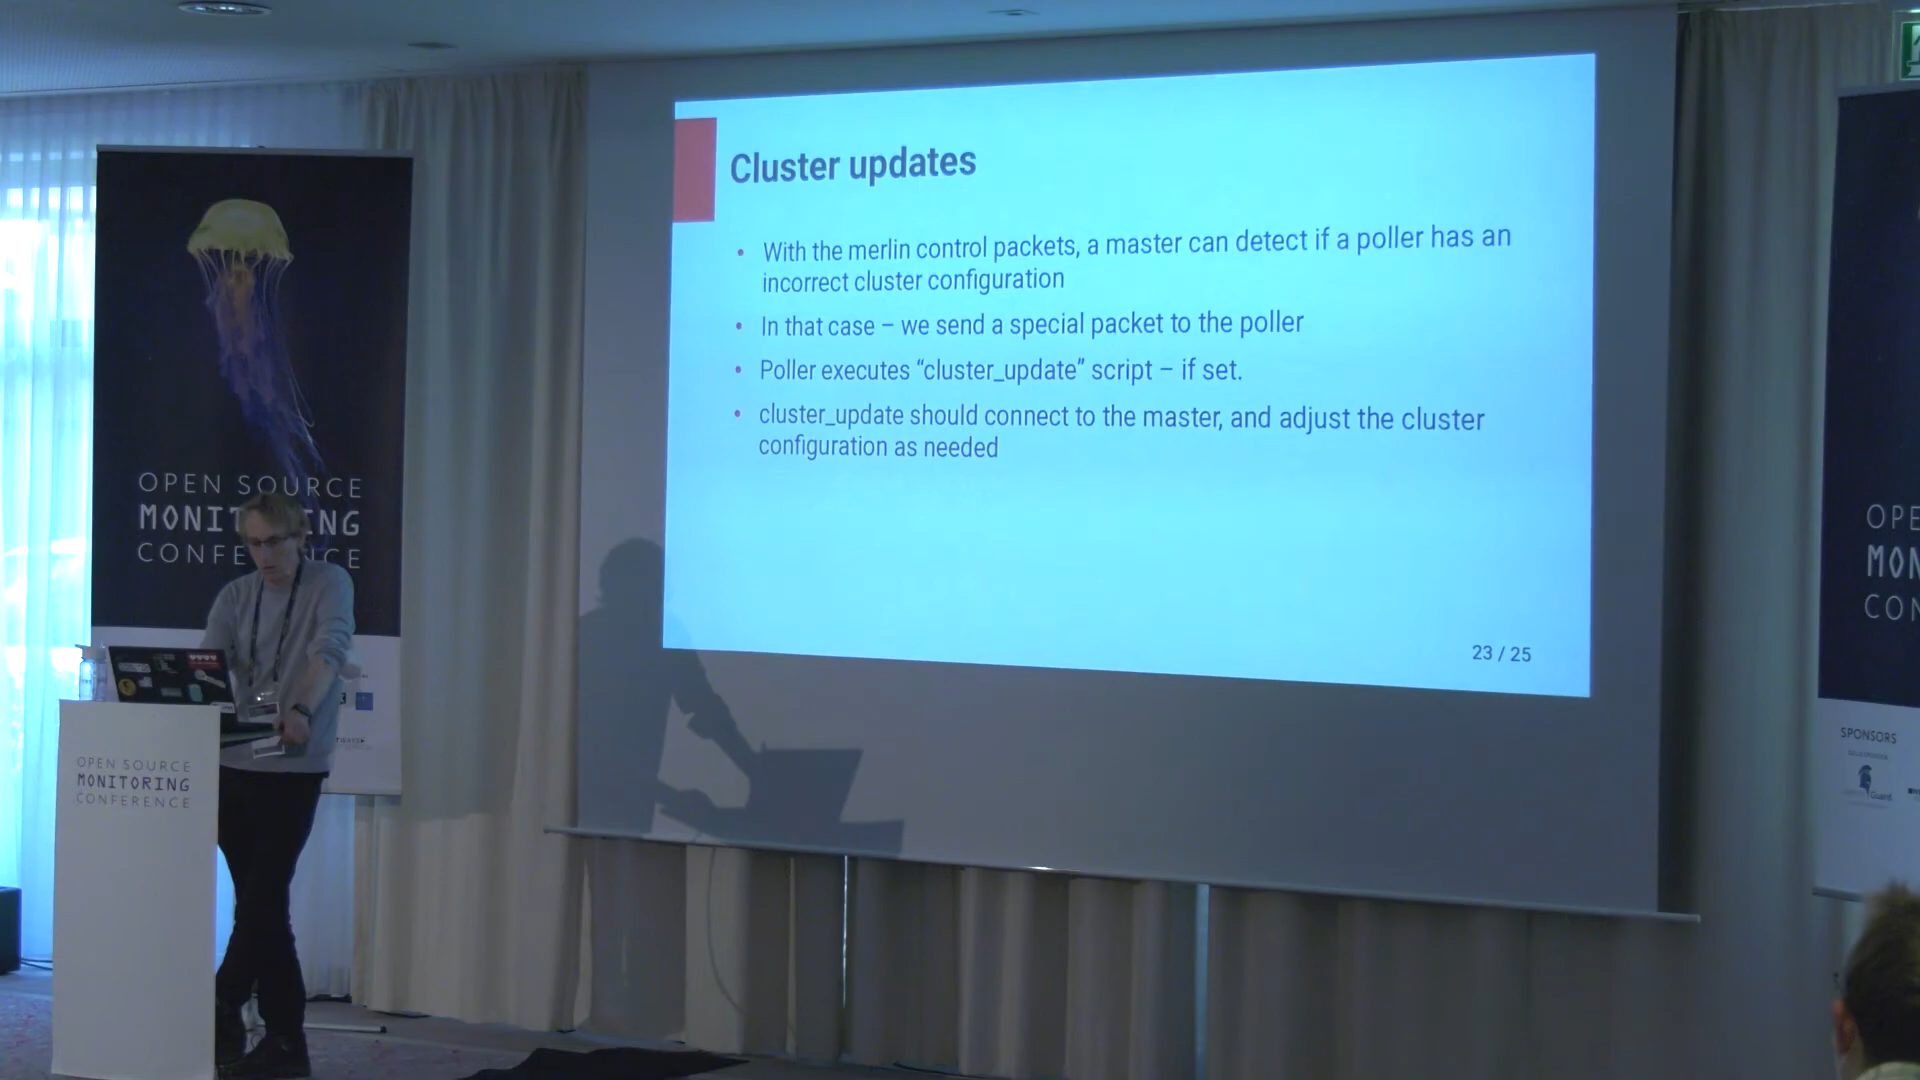 Cluster updates
• With the merlin control packets, a master can detect if a poller has an
incorrect cluster configuration
• In that case – we send a special packet to the poller
• Poller executes “cluster_update” script – if set.
• cluster_update should connect to the master, and adjust the cluster
configuration as needed
23 / 25
OPEN SOURCE
MONIT NG
CONFE CE
OPEN SOURCE
MONITORING
CONFERENCE
OPE
MON
CON
SPONSORS
Guard